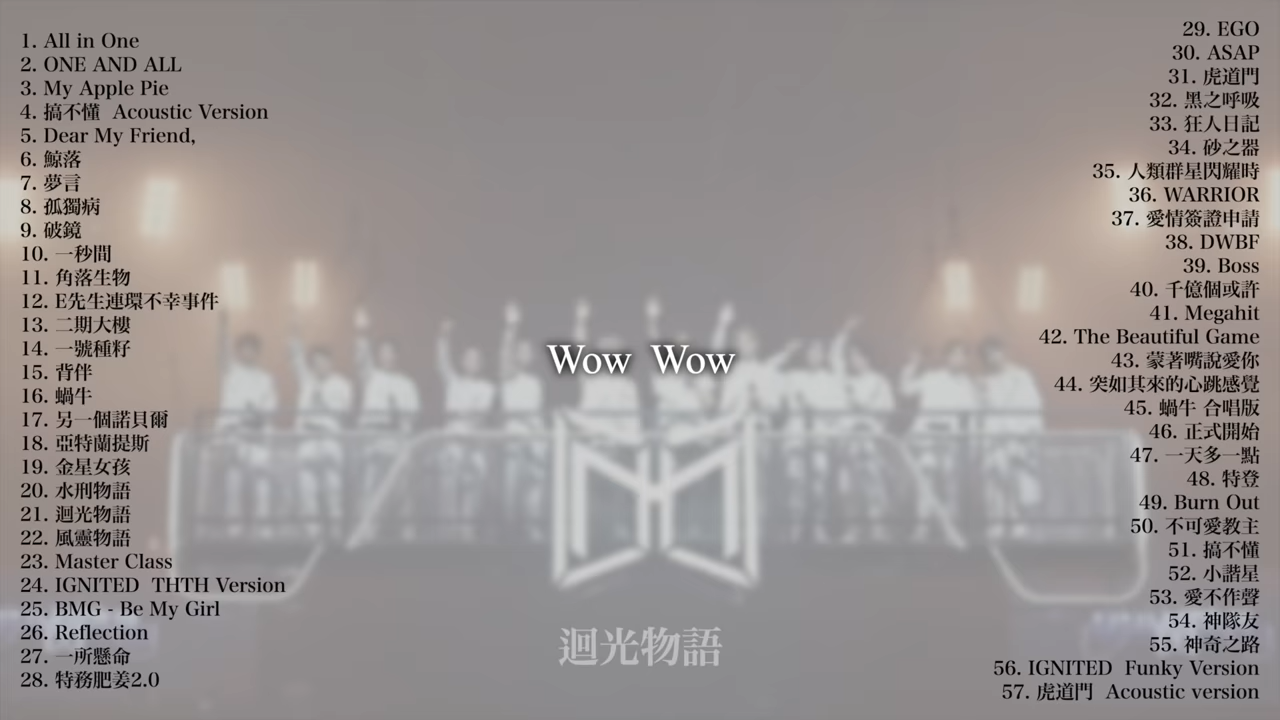 1. All in One
2. ONE AND ALL
3. My Apple Pie
4. 搞不懂  Acoustic Version
5. Dear My Friend,
6. 鯨落
7. 夢言
8. 孤獨病
9. 破鏡
10. 一秒間
11. 角落生物
12. E先生連環不幸事件
13. 二期大樓
14. 一號種籽
15. 背伴
16. 蝸牛
17. 另一個諾貝爾
18. 亞特蘭提斯
19. 金星女孩
20. 水刑物語
21. 迴光物語
22. 風靈物語
23. Master Class
24. IGNITED  THTH Version
25. BMG - Be My Girl
26. Reflection
27. 一所懸命
28. 特務肥姜2.0
Wow  Wow
迴光物語
29. EGO
30. ASAP
31. 虎道門
32. 黑之呼吸
33. 狂人日記
34. 砂之器
35. 人類群星閃耀時
36. WARRIOR
37. 愛情簽證申請
38. DWBF
39. Boss
40. 千億個或許
41. Megahit
42. The Beautiful Game
43. 蒙著嘴說愛你
44. 突如其來的心跳感覺
45. 蝸牛 合唱版
46. 正式開始
47. 一天多一點
48. 特登
49. Burn Out
50. 不可愛教主
51. 搞不懂
52. 小諧星
53. 愛不作聲
54. 神隊友
55. 神奇之路
56. IGNITED  Funky Version
57. 虎道門  Acoustic version